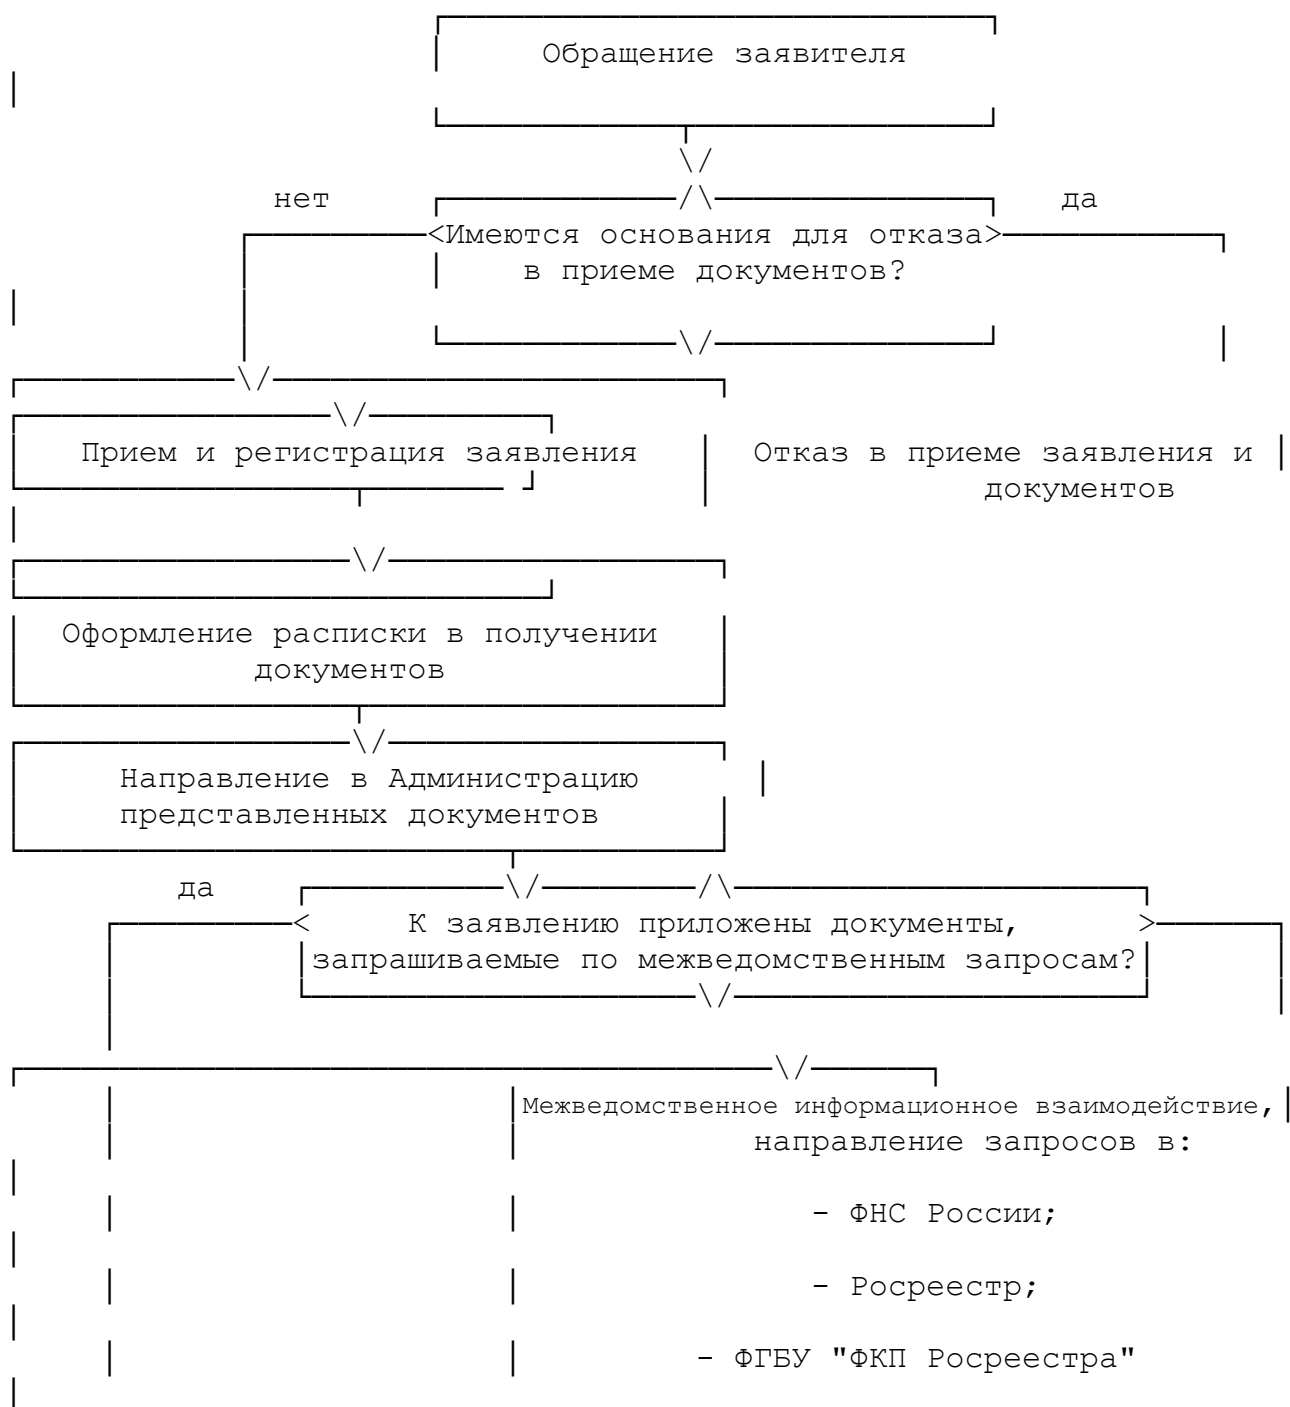 Обращение заявителя
нет да
Имеются основания для отказа
в приеме документов?
Прием и регистрация заявления Отказ в приеме заявления и
документов
Оформление расписки в получении
документов
Направление в Администрацию
представленных документов
да
К заявлению приложены документы,
запрашиваемые по межведомственным запросам?
Межведомственное информационное взаимодействие,
направление запросов в:
- ФНС России;
- Росреестр;
- ФГБУ "ФКП Росреестра"